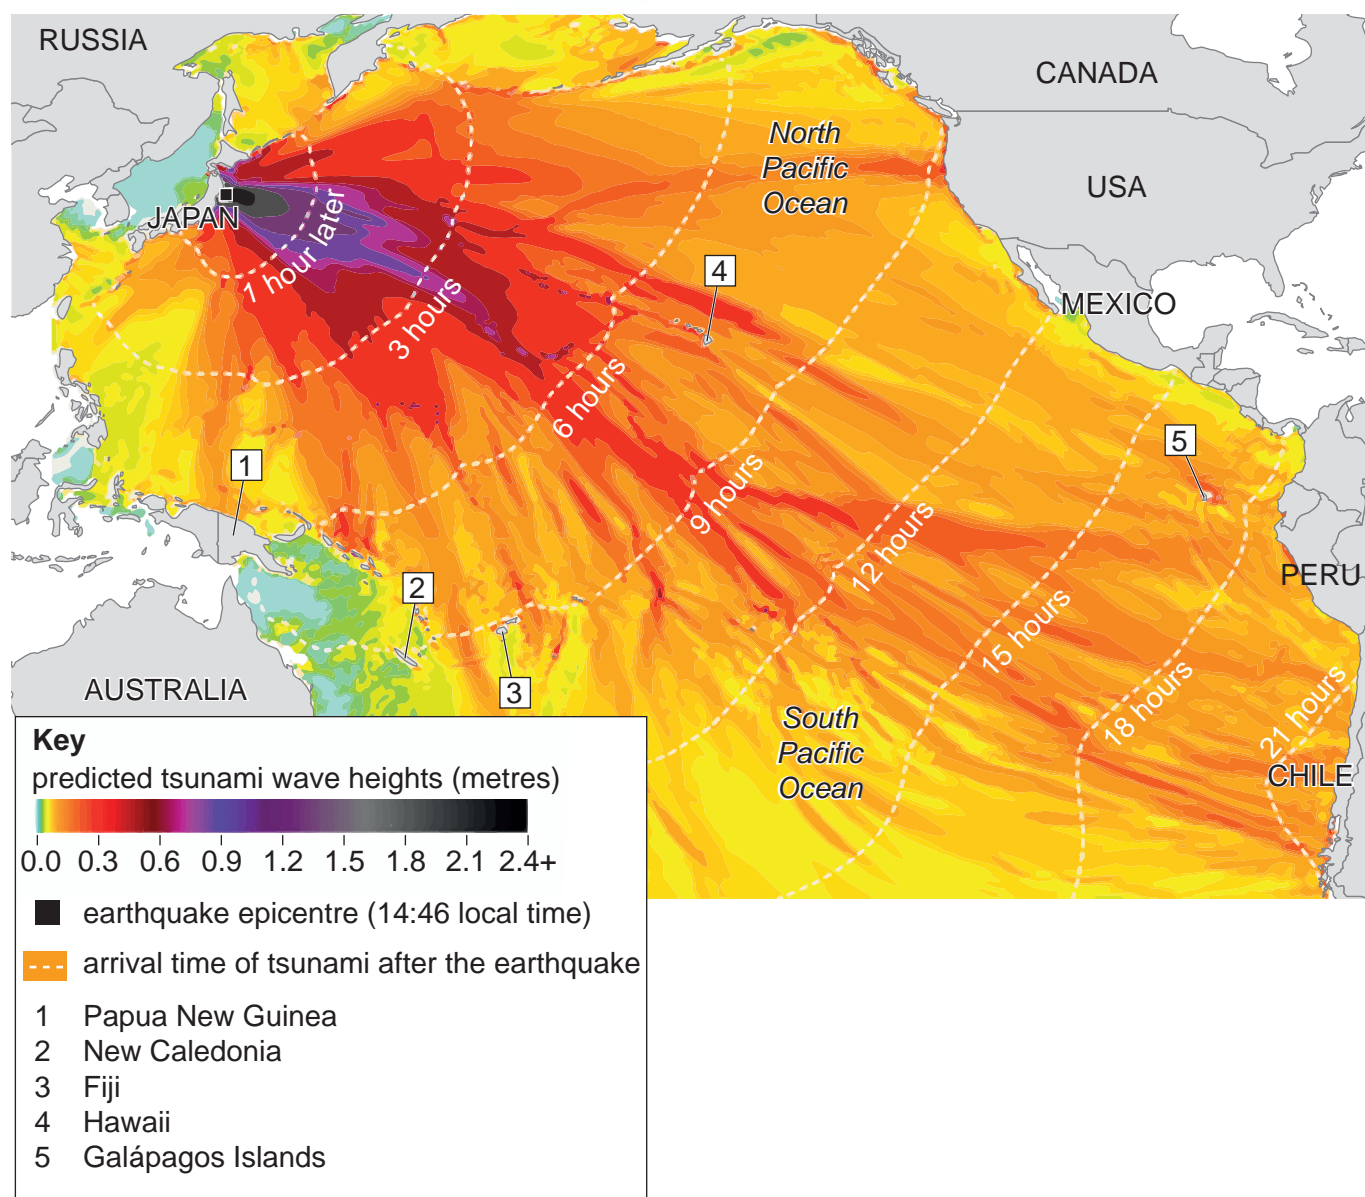 RUSSIA
CANADA
North
Pacific
Ocean
USA
JAPAN
1 hour later
4
MEXICO
3 hours
6 hours
5
1
9 hours
12 hours
PERU
2
15 hours
3
AUSTRALIA
18 hours
21 hours
South
Pacific
Ocean
CHILE
Key
predicted tsunami wave heights (metres)
0.0 0.3 0.6 0.9 1.2 1.5 1.8 2.1 2.4+
earthquake epicentre (14:46 local time)
arrival time of tsunami after the earthquake
1 Papua New Guinea
2 New Caledonia
3 Fiji
4 Hawaii
5 Galápagos Islands